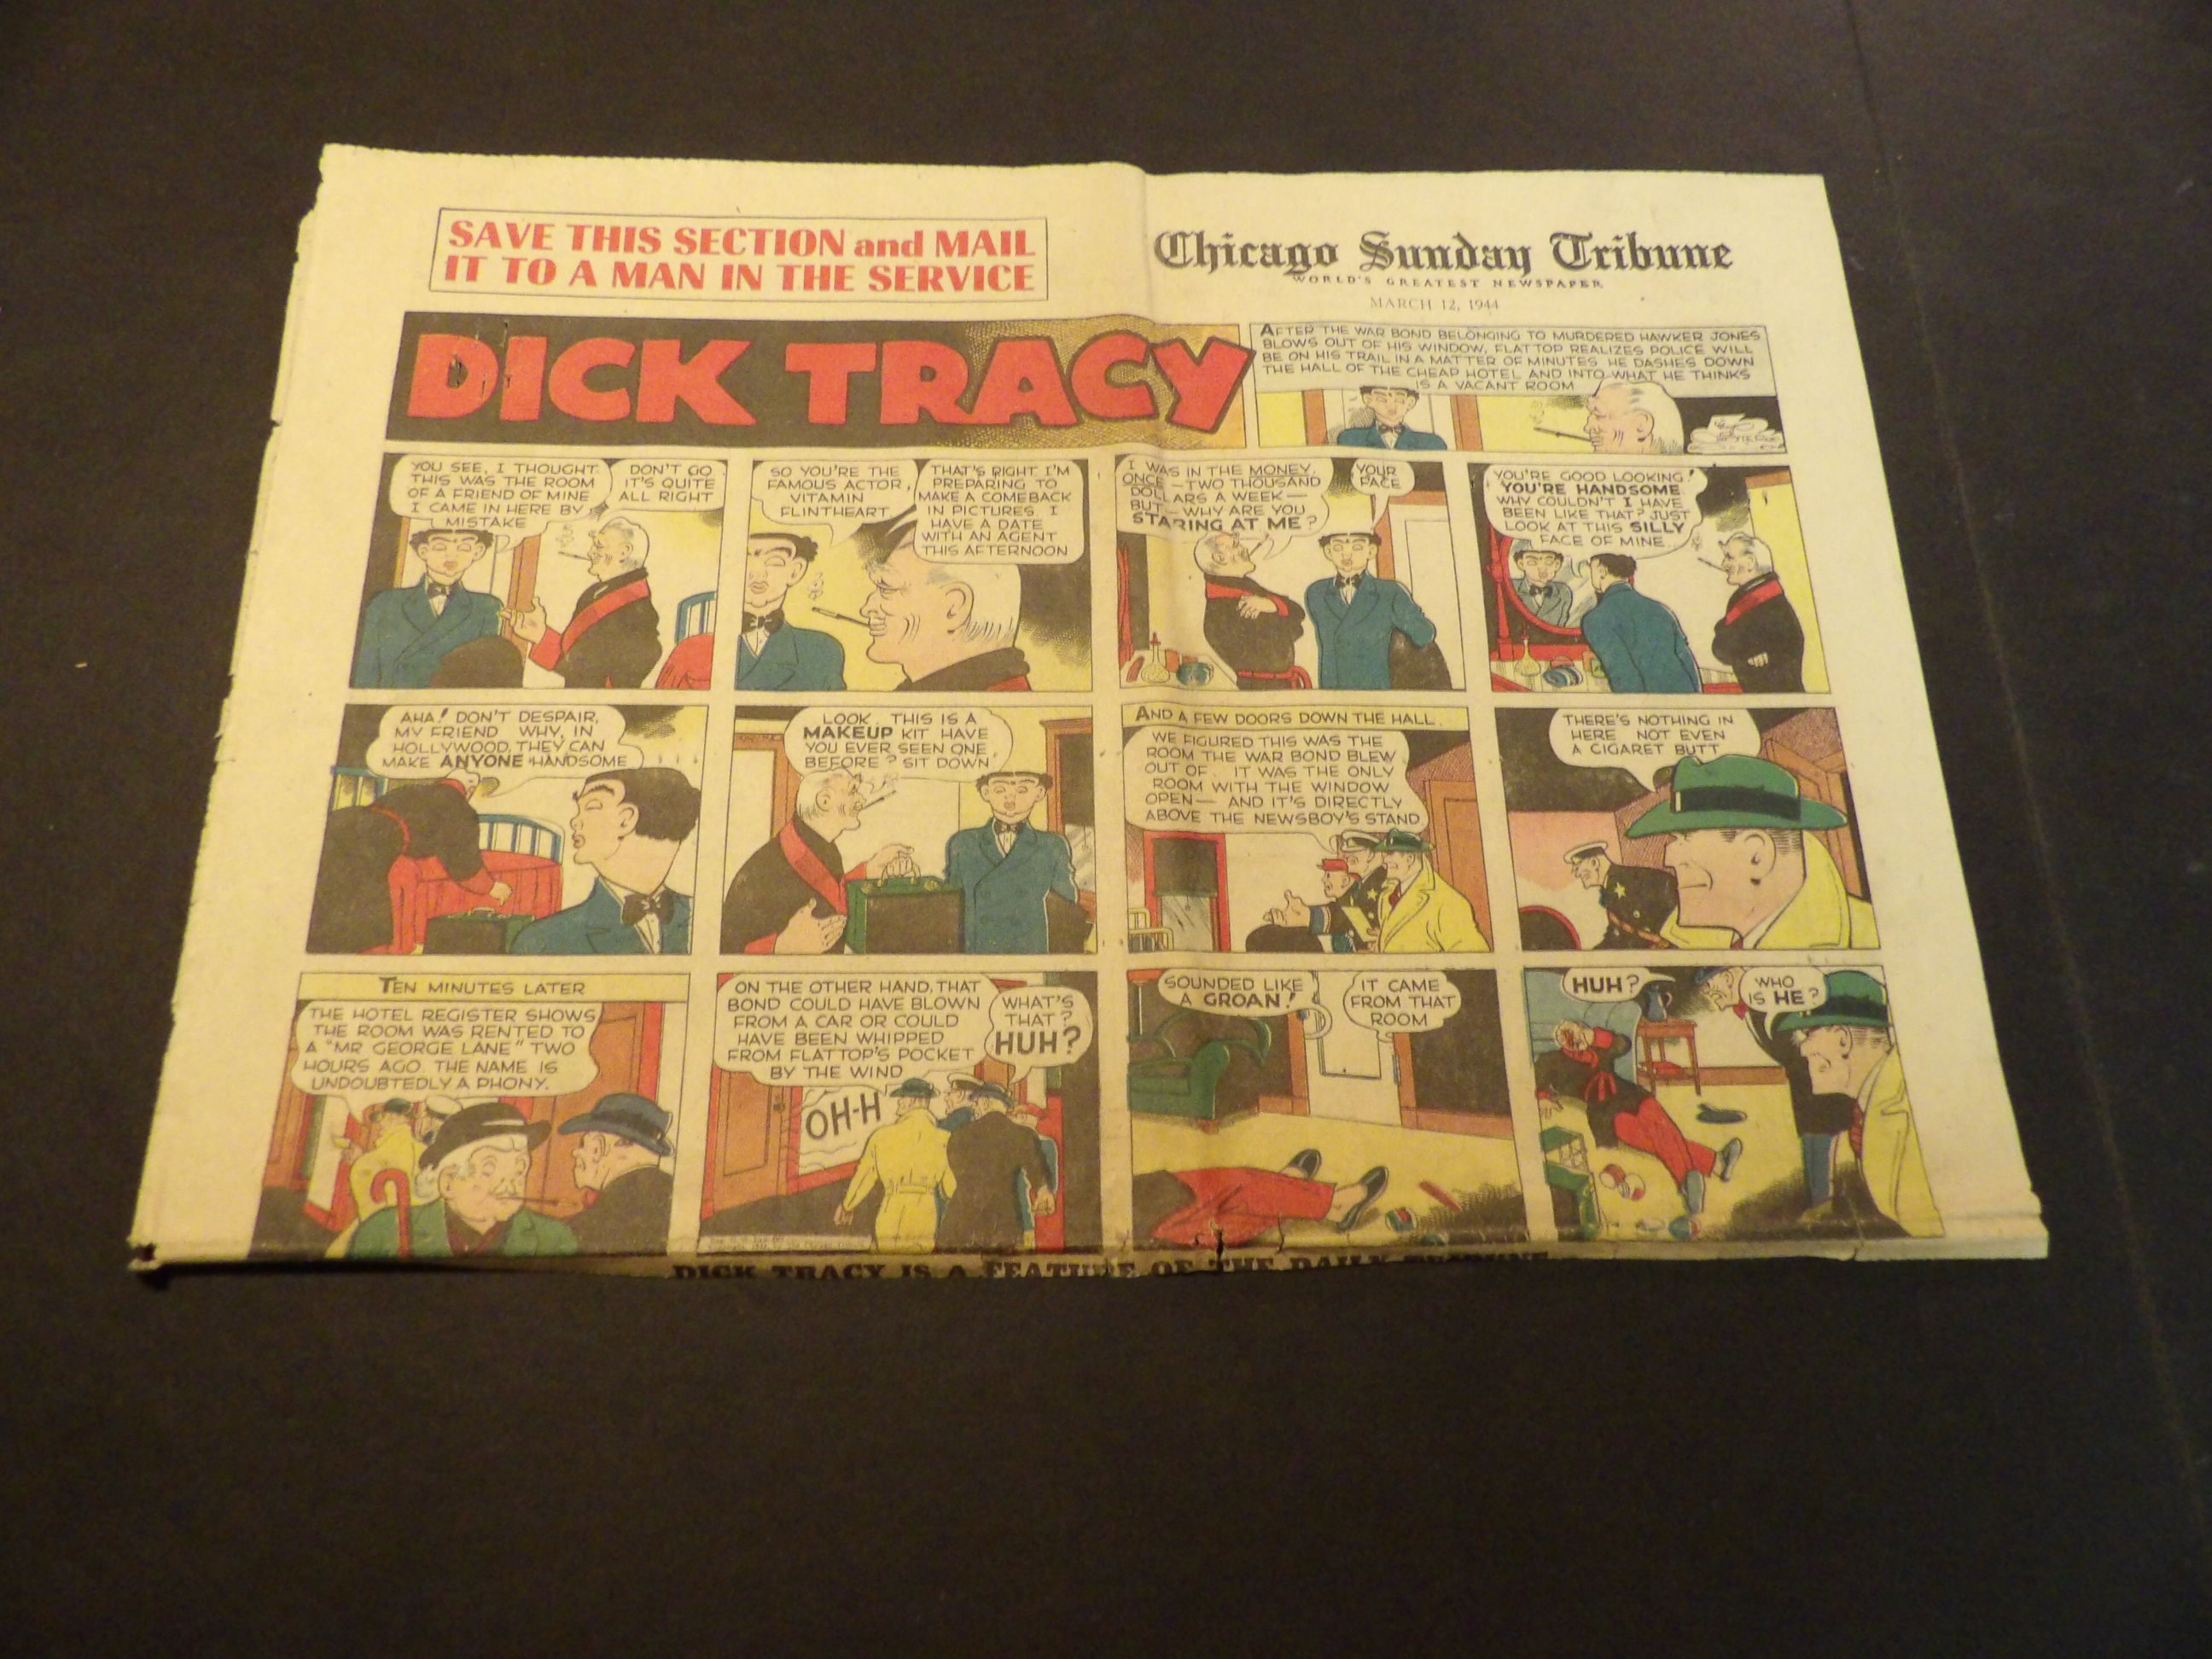 SAVE THIS SECTION and MAIL
IT TO A MAN IN THE SERVICE
Chicago Sunday Tribune
WORLD'S GREATEST NEWSPAPER
MARCH 12, 1944
DICK TRACY
AFTER THE WAR BOND BELONGING TO MURDERED HAWKER JONES
BLOWS OUT OF HIS WINDOW, FLATTOP REALIZES POLICE WILL
BE ON HIS TRAIL IN A MATTER OF MINUTES. HE DASHES DOWN
THE HALL OF THE CHEAP HOTEL AND INTO WHAT HE THINKS
IS A VACANT ROOM
YOU SEE, I THOUGHT
THIS WAS THE ROOM
OF A FRIEND OF MINE
I CAME IN HERE BY
MISTAKE
DON'T GO
IT'S QUITE
ALL RIGHT
SO YOU'RE THE
FAMOUS ACTOR,
VITAMIN
FLINTHEART
THAT'S RIGHT. I'M
PREPARING TO
MAKE A COMEBACK
IN PICTURES. I
HAVE A DATE
WITH AN AGENT
THIS AFTERNOON
I WAS IN THE MONEY,
ONCE — TWO THOUSAND
DOLLARS A WEEK —
BUT — WHY ARE YOU
STARING AT ME?
YOUR
FACE
YOU'RE GOOD LOOKING!
YOU'RE HANDSOME
WHY COULDN'T I HAVE
BEEN LIKE THAT? JUST
LOOK AT THIS SILLY
FACE OF MINE...
AHA! DON'T DESPAIR,
MY FRIEND WHY, IN
HOLLYWOOD, THEY CAN
MAKE ANYONE HANDSOME
LOOK. THIS IS A
MAKEUP KIT HAVE
YOU EVER SEEN ONE
BEFORE? SIT DOWN
AND A FEW DOORS DOWN THE HALL.
WE FIGURED THIS WAS THE
ROOM THE WAR BOND BLEW
OUT OF. IT WAS THE ONLY
ROOM WITH THE WINDOW
OPEN — AND IT'S DIRECTLY
ABOVE THE NEWSBOY'S STAND
THERE'S NOTHING IN
HERE NOT EVEN
A CIGARET BUTT
TEN MINUTES LATER
THE HOTEL REGISTER SHOWS
THE ROOM WAS RENTED TO
A "MR GEORGE LANE" TWO
HOURS AGO. THE NAME IS
UNDOUBTEDLY A PHONY.
ON THE OTHER HAND, THAT
BOND COULD HAVE BLOWN
FROM A CAR OR COULD
HAVE BEEN WHIPPED
FROM FLATTOP'S POCKET
BY THE WIND
WHAT'S
THAT?
HUH?
OH-H
SOUNDED LIKE
A GROAN!
IT CAME
FROM THAT
ROOM
HUH?
WHO
IS HE?
DICK TRACY IS A FEATURE OF THE DAILY TRIBUNE